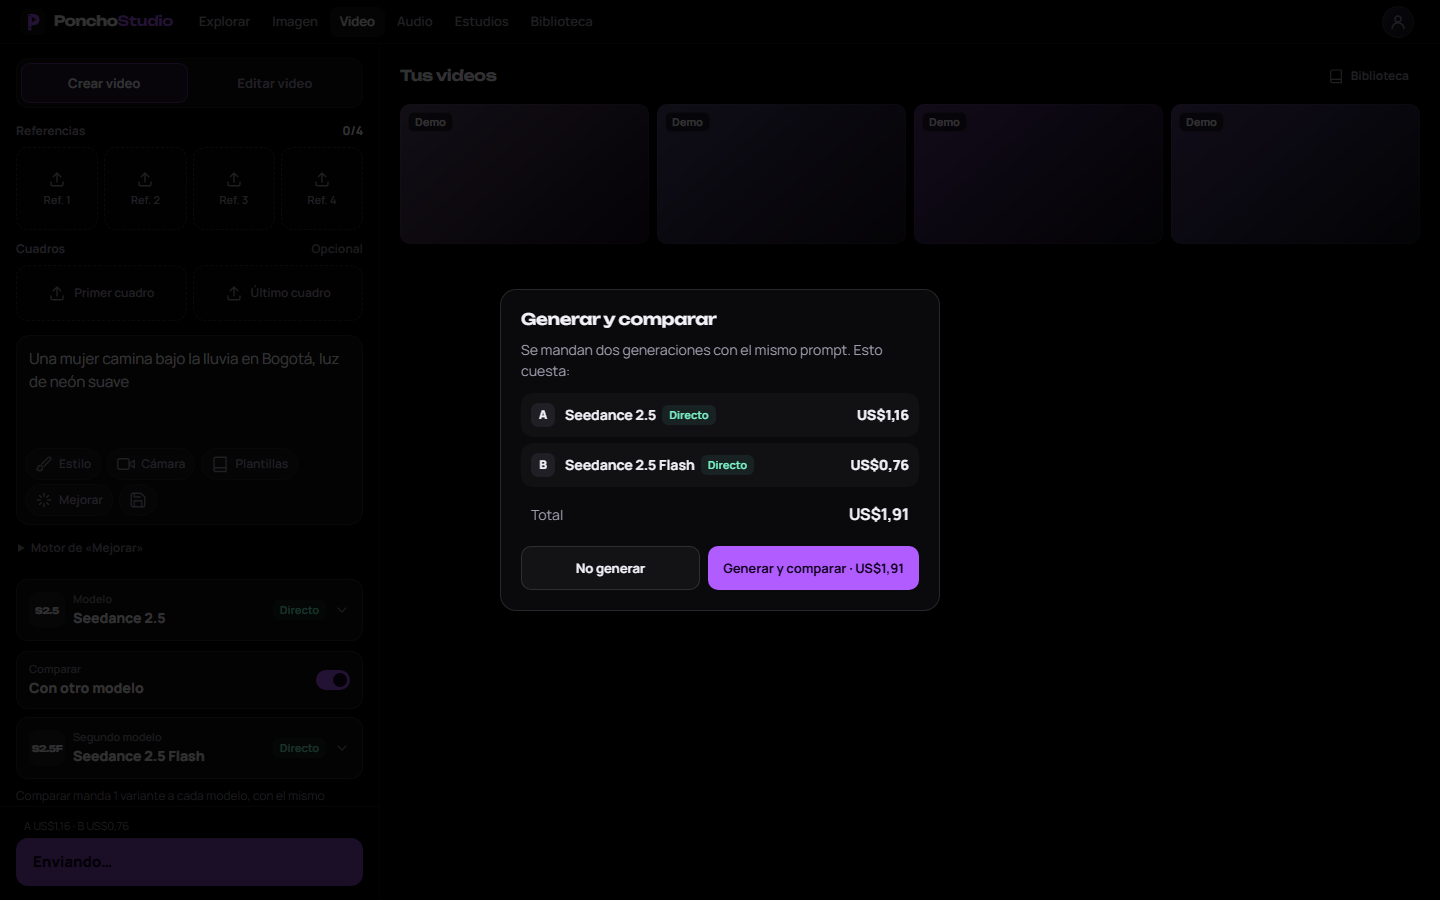 PonchoStudio
Explorar
Imagen
Video
Audio
Estudios
Biblioteca
Crear video
Editar video
Referencias
0/4
Ref. 1
Ref. 2
Ref. 3
Ref. 4
Cuadros
Opcional
Primer cuadro
Último cuadro
Una mujer camina bajo la lluvia en Bogotá, luz
de neón suave
Estilo
Cámara
Plantillas
Mejorar
Motor de «Mejorar»
S2.5
Modelo
Seedance 2.5
Directo
Comparar
Con otro modelo
S2.5F
Segundo modelo
Seedance 2.5 Flash
Directo
Comparar manda 1 variante a cada modelo, con el mismo
A US$1,16 · B US$0,76
Enviando…
Tus videos
Biblioteca
Demo
Demo
Demo
Demo
Generar y comparar
Se mandan dos generaciones con el mismo prompt. Esto
cuesta:
A Seedance 2.5 Directo US$1,16
B Seedance 2.5 Flash Directo US$0,76
Total US$1,91
No generar
Generar y comparar · US$1,91